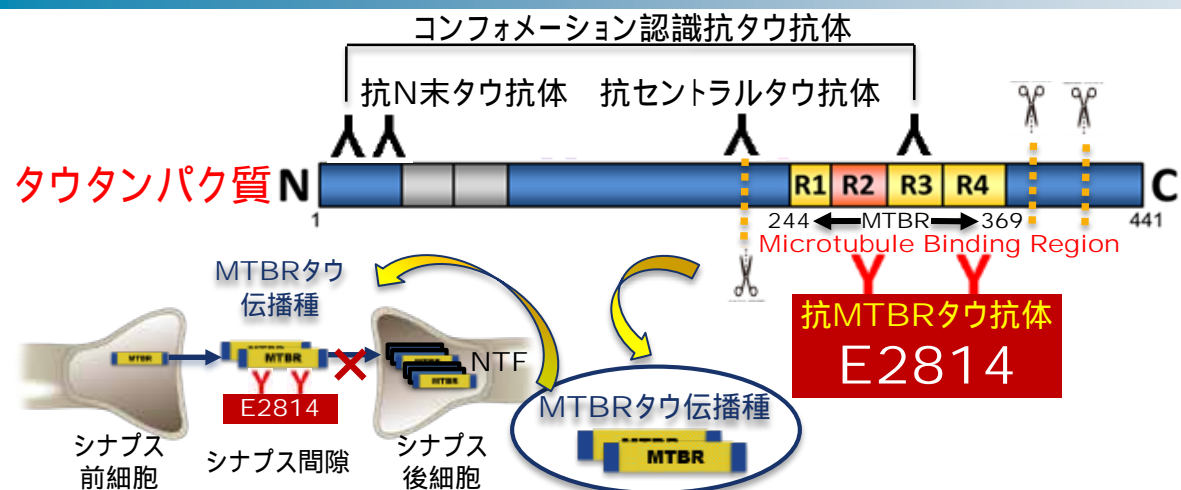 コンフォメーション認識抗タウ抗体
抗N末タウ抗体 抗セントラルタウ抗体
タウタンパク質 N R1 R2 R3 R4 C
1 244 MTBR 369 441
Microtubule Binding Region
MTBRタウ
伝播種
抗MTBRタウ抗体
E2814
MTBR
MTBR
MTBR
MTBR
MTBR
NTF
E2814
MTBRタウ伝播種
MTBR
MTBR
シナプス
前細胞
シナプス間隙
シナプス
後細胞